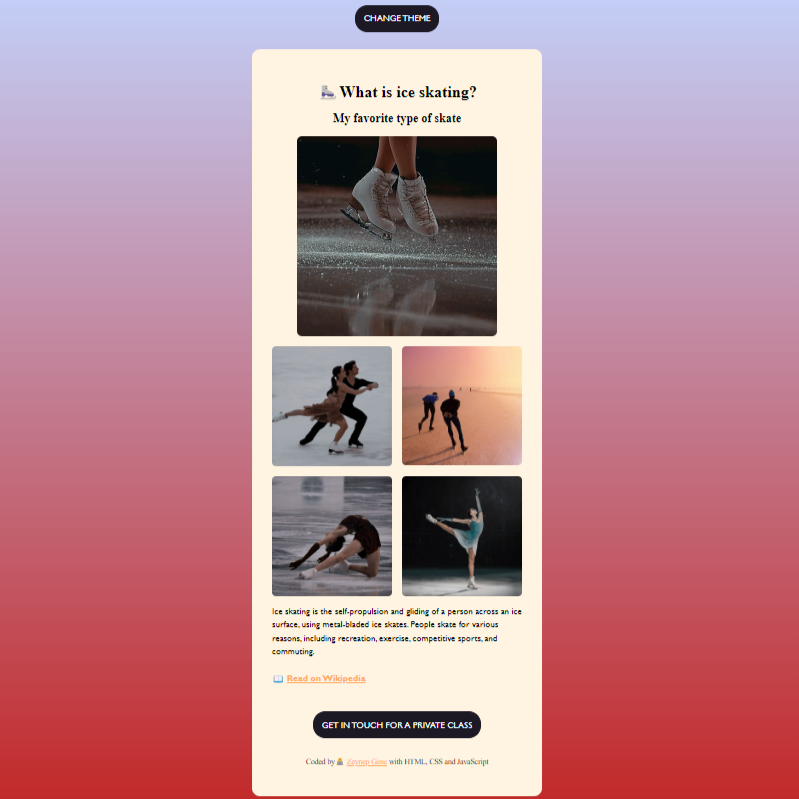 CHANGE THEME
What is ice skating?
My favorite type of skate
Ice skating is the self-propulsion and gliding of a person across an ice
surface, using metal-bladed ice skates. People skate for various
reasons, including recreation, exercise, competitive sports, and
commuting.
Read on Wikipedia
GET IN TOUCH FOR A PRIVATE CLASS
Coded by Zeynep Genc with HTML, CSS and JavaScript